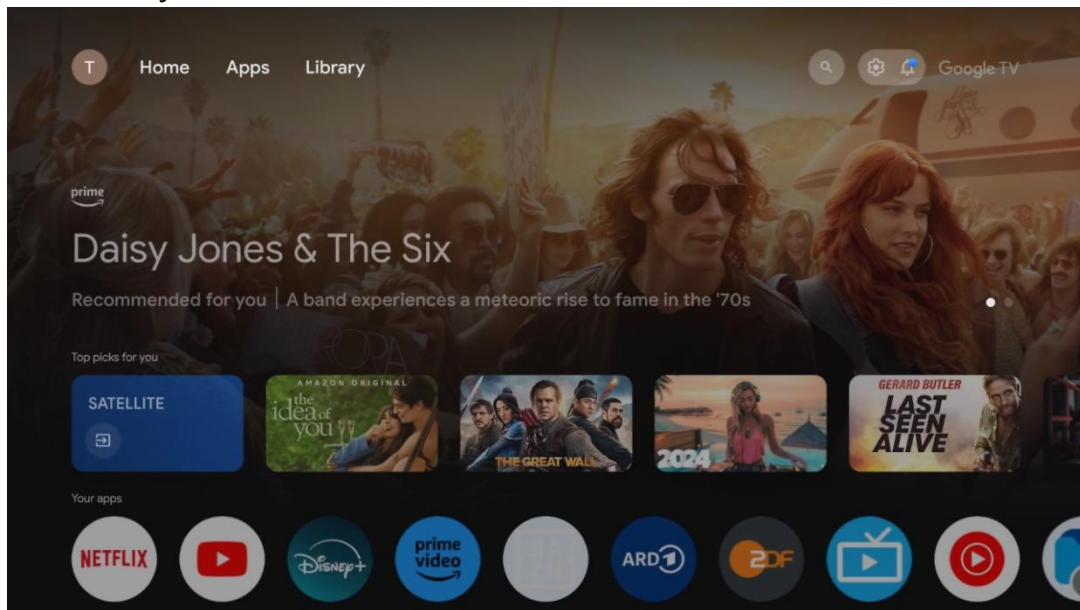 T
Home Apps Library
Google TV
prime
Daisy Jones & The Six
Recommended for you | A band experiences a meteoric rise to fame in the '70s
Top picks for you
SATELLITE
AMAZON ORIGINAL
the
idea of
you
THE GREAT WALL
2024
GERARD BUTLER
LAST
SEEN
ALIVE
Your apps
NETFLIX
Disney+
prime
video
ARD 1
ZDF